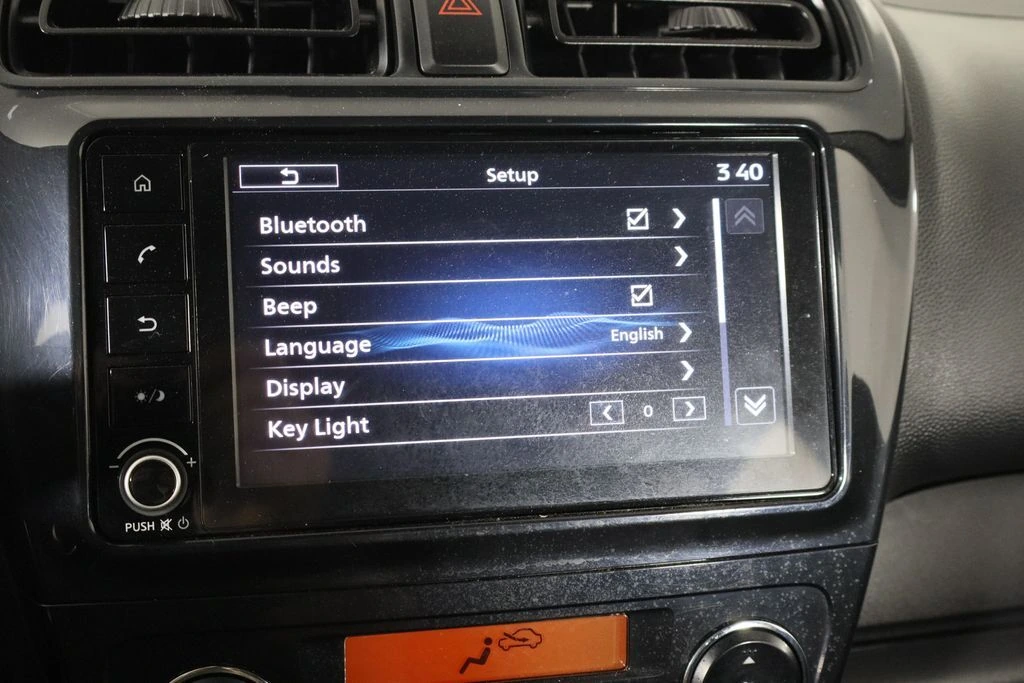 Setup 3 40
Bluetooth
Sounds
Beep
Language English
Display
Key Light 0
PUSH